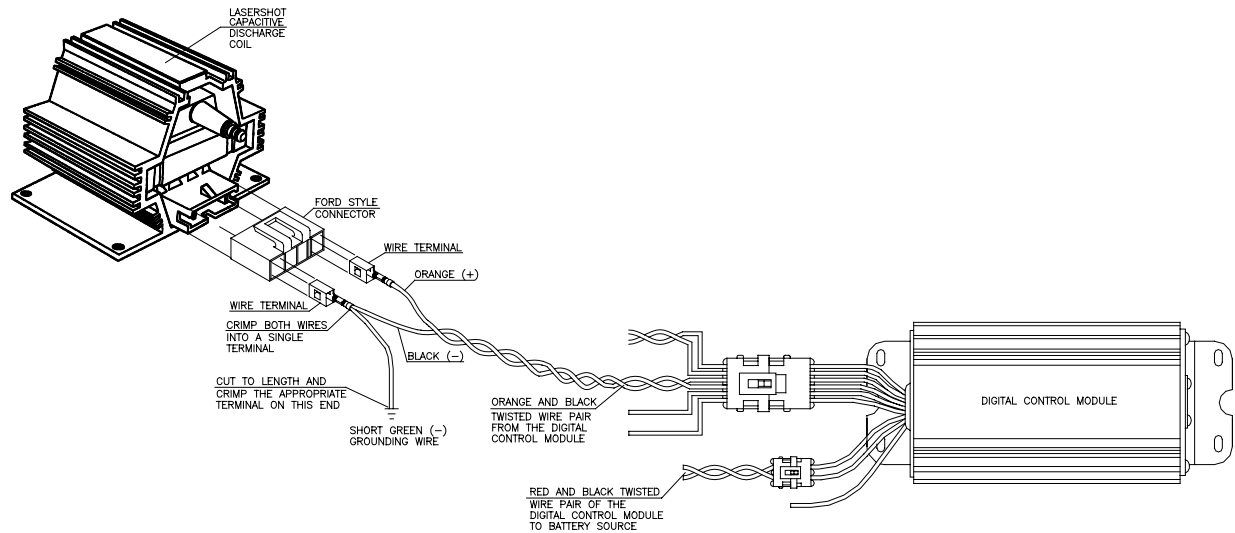 LASERSHOT
CAPACITIVE
DISCHARGE
COIL
FORD STYLE
CONNECTOR
WIRE TERMINAL
ORANGE (+)
WIRE TERMINAL
CRIMP BOTH WIRES
INTO A SINGLE
TERMINAL
BLACK (-)
CUT TO LENGTH AND
CRIMP THE APPROPRIATE
TERMINAL ON THIS END
SHORT GREEN (-)
GROUNDING WIRE
ORANGE AND BLACK
TWISTED WIRE PAIR
FROM THE DIGITAL
CONTROL MODULE
DIGITAL CONTROL MODULE
RED AND BLACK TWISTED
WIRE PAIR OF THE
DIGITAL CONTROL MODULE
TO BATTERY SOURCE